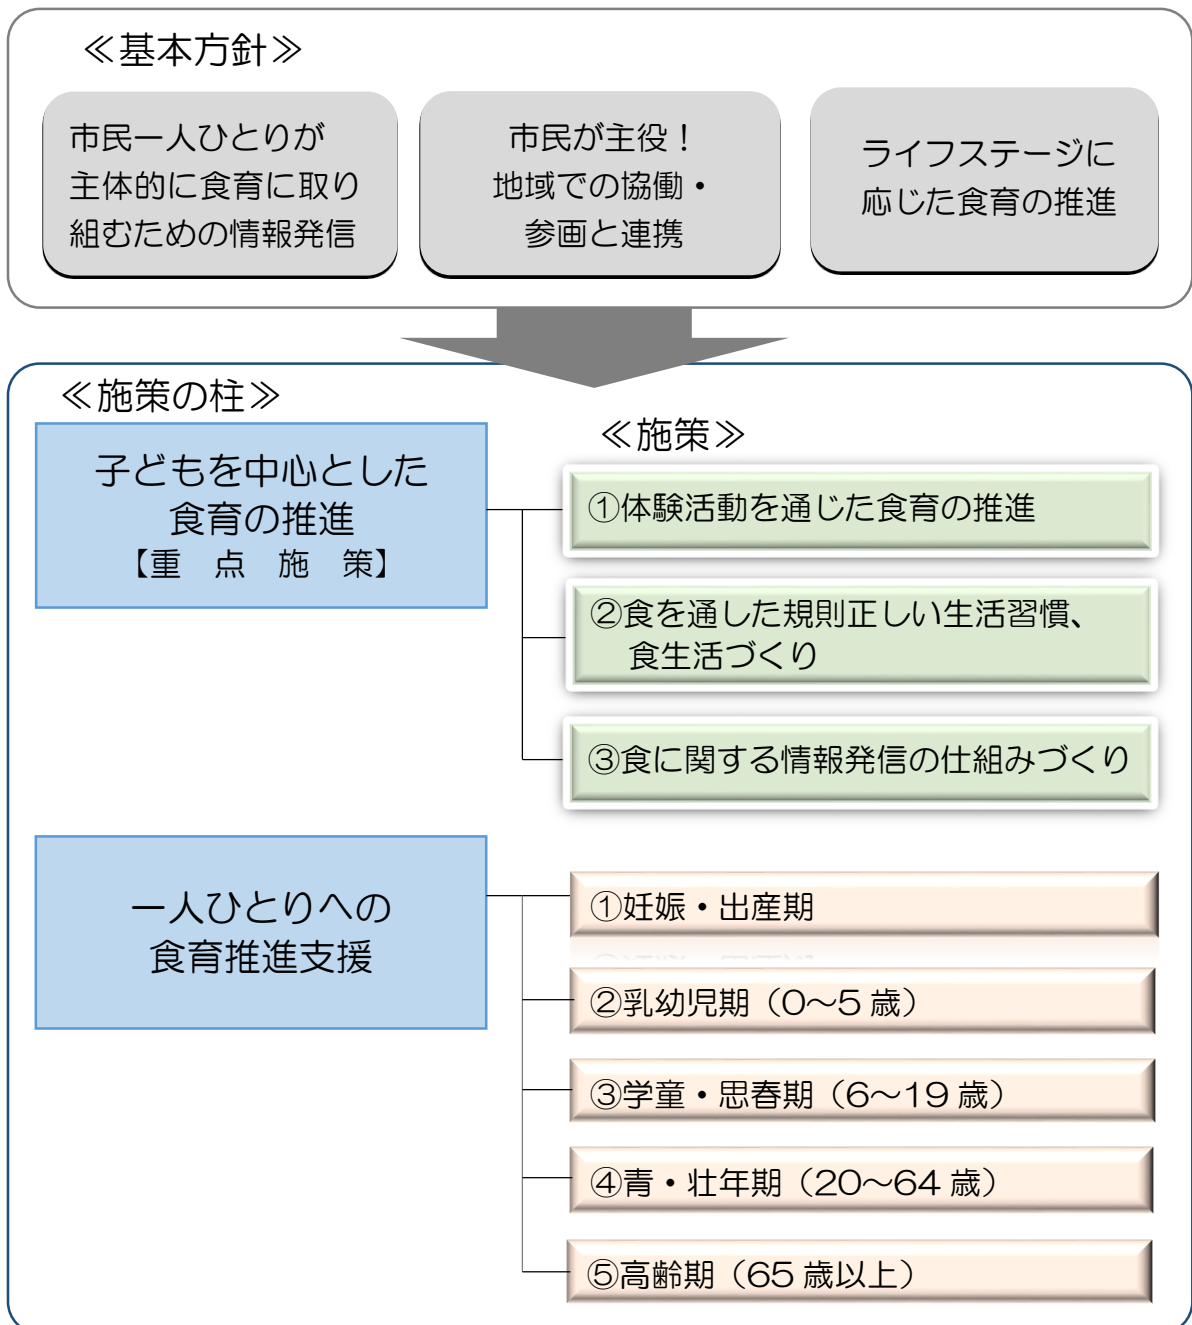 ≪基本方針≫
市民一人ひとりが
主体的に食育に取り
組むための情報発信
市民が主役！
地域での協働・
参画と連携
ライフステージに
応じた食育の推進
≪施策の柱≫
≪施策≫
子どもを中心とした
食育の推進
【重　点　施　策】
①体験活動を通じた食育の推進
②食を通した規則正しい生活習慣、
食生活づくり
③食に関する情報発信の仕組みづくり
一人ひとりへの
食育推進支援
①妊娠・出産期
②乳幼児期（0～5 歳）
③学童・思春期（6～19 歳）
④青・壮年期（20～64 歳）
⑤高齢期（65 歳以上）